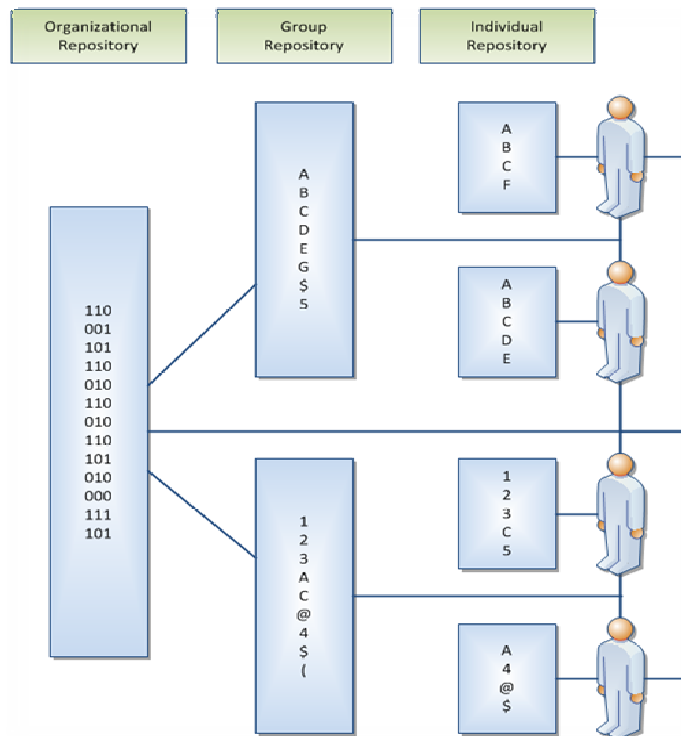 Organizational
Repository
Group
Repository
Individual
Repository
110
001
101
110
010
110
010
110
101
010
000
111
101
A
B
C
D
E
G
$
5
1
2
3
A
C
@
4
$
(
A
B
C
F
A
B
C
D
E
1
2
3
C
5
A
4
@
$